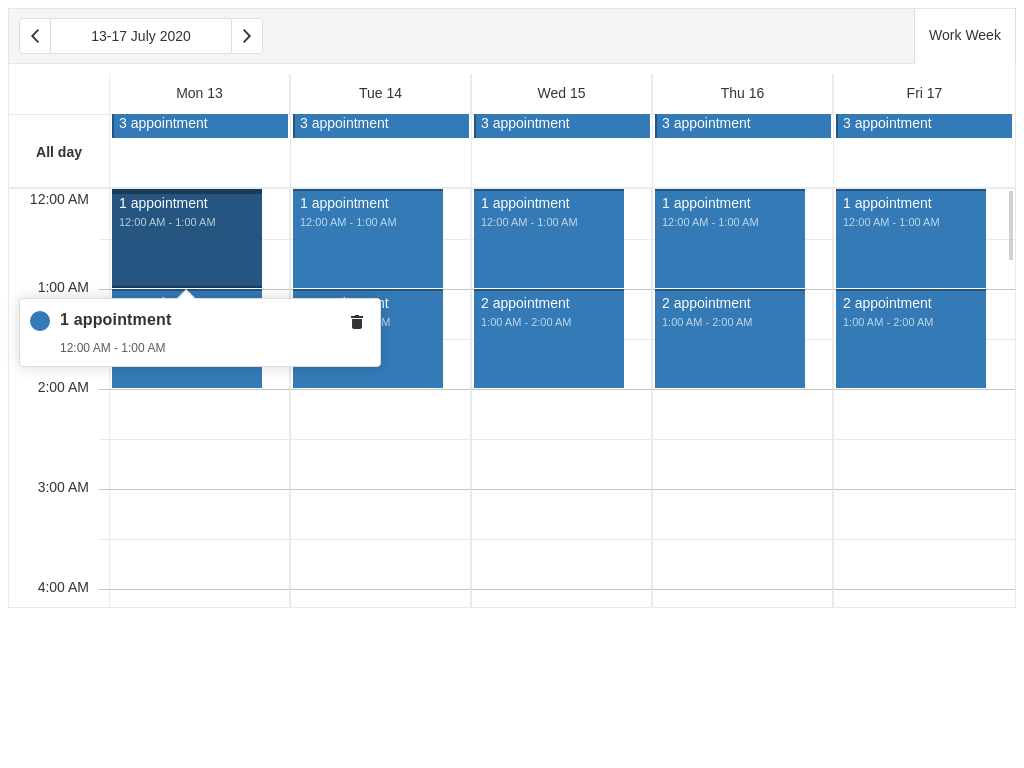 13-17 July 2020
Work Week
Mon 13
Tue 14
Wed 15
Thu 16
Fri 17
All day
3 appointment
3 appointment
3 appointment
3 appointment
3 appointment
12:00 AM
1 appointment
12:00 AM - 1:00 AM
1 appointment
12:00 AM - 1:00 AM
1 appointment
12:00 AM - 1:00 AM
1 appointment
12:00 AM - 1:00 AM
1 appointment
12:00 AM - 1:00 AM
1:00 AM
1 appointment
12:00 AM - 1:00 AM
2 appointment
1:00 AM - 2:00 AM
2 appointment
1:00 AM - 2:00 AM
2 appointment
1:00 AM - 2:00 AM
2:00 AM
3:00 AM
4:00 AM